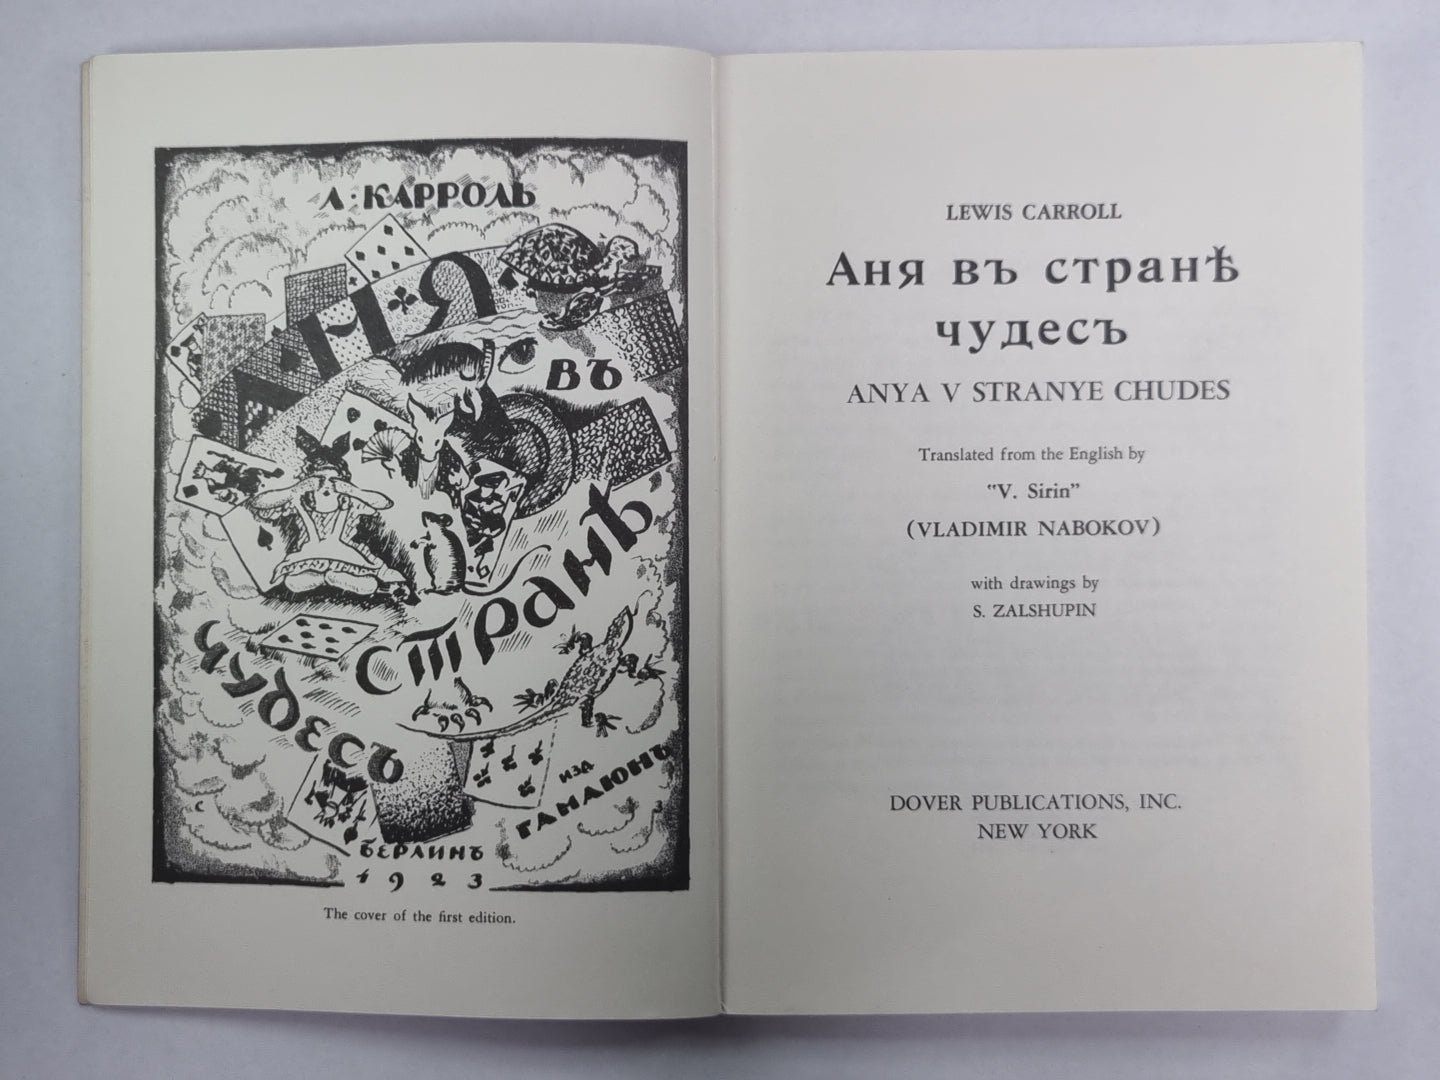 Л. КАРРОЛЬ
АНЯ
ВЪ
СТРАНѢ
ЧУДЕСЪ
ИЗД
ГАМАЮНЪ
С З
БЕРЛИНЪ
1923
The cover of the first edition.
LEWIS CARROLL
Аня въ странѣ
чудесъ
ANYA V STRANYE CHUDES
Translated from the English by
"V. Sirin"
(VLADIMIR NABOKOV)
with drawings by
S. ZALSHUPIN
DOVER PUBLICATIONS, INC.
NEW YORK